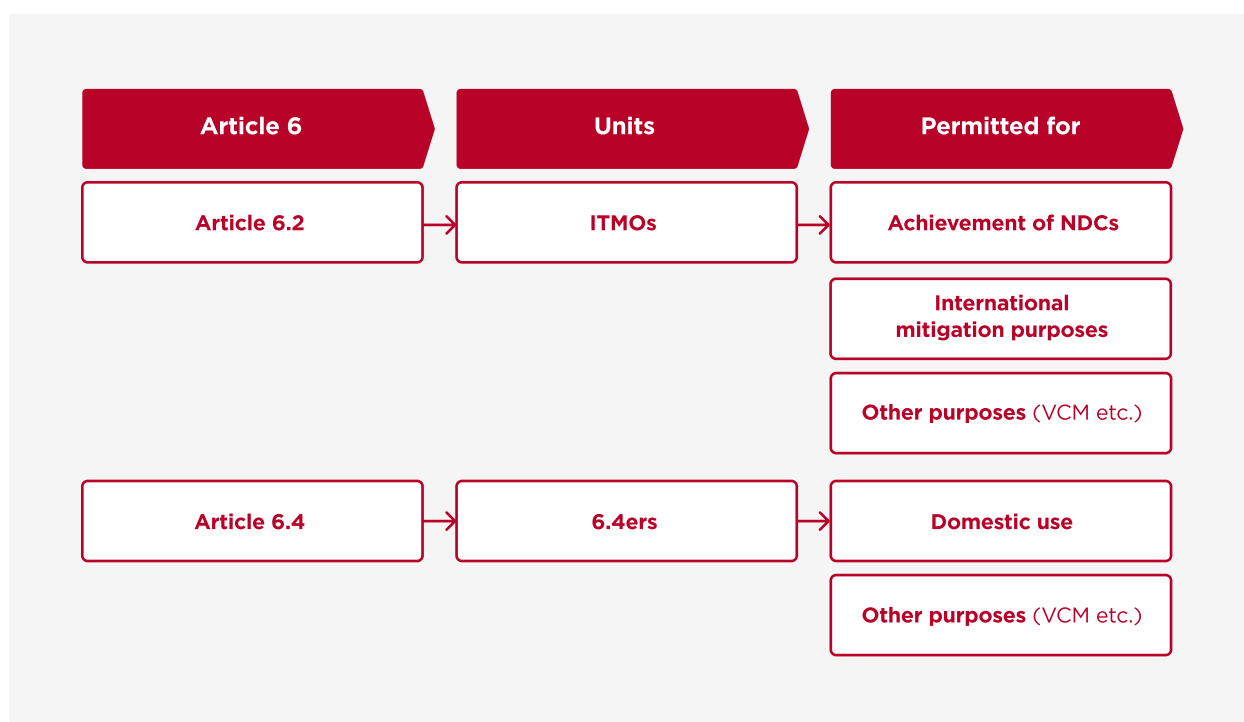 Article 6
Units
Permitted for
Article 6.2
ITMOs
Achievement of NDCs
International
mitigation purposes
Other purposes (VCM etc.)
Article 6.4
6.4ers
Domestic use
Other purposes (VCM etc.)